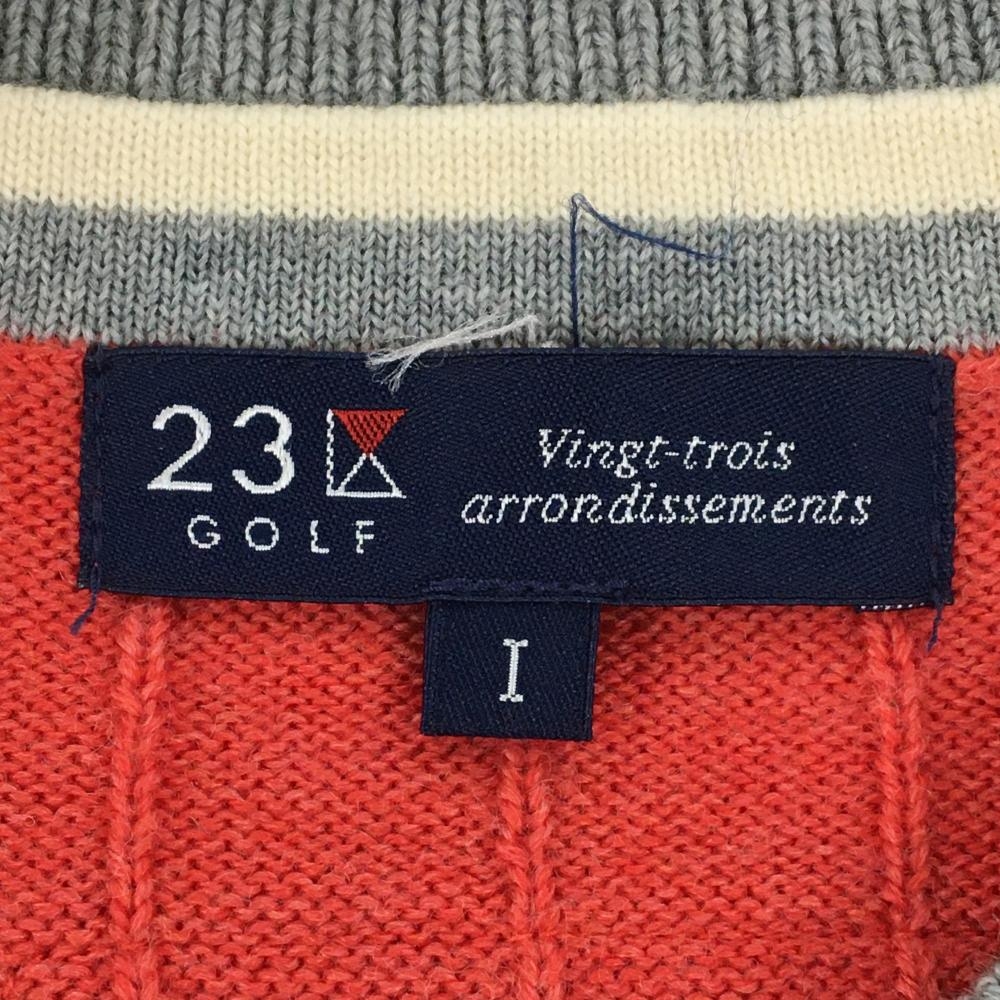 23
GOLF
Vingt-trois
arrondissements
I